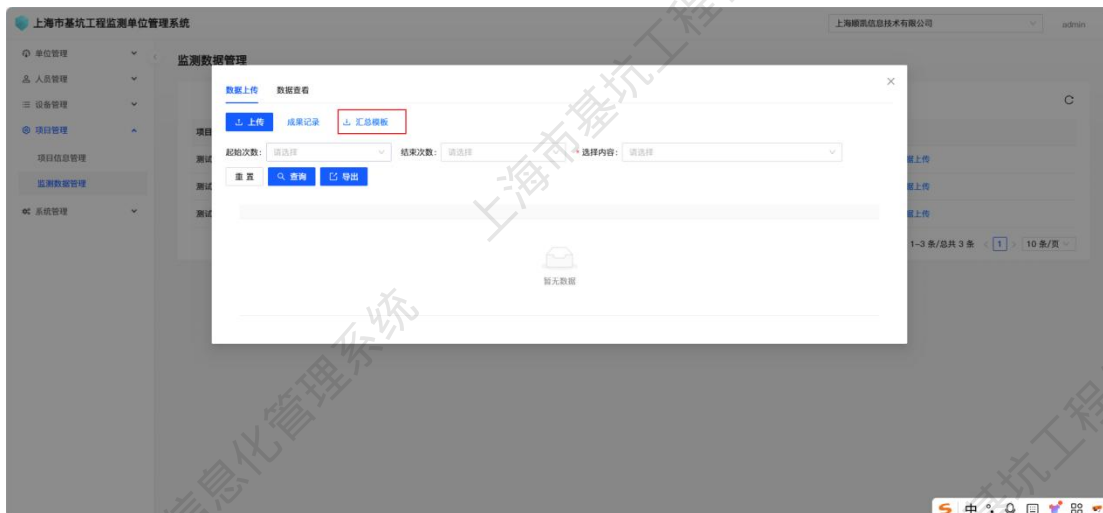 上海市基坑工程监测单位管理系统
上海顺凯信息技术有限公司
admin
单位管理
监测数据管理
人员管理
数据上传 数据查看
设备管理
上传 成果记录 汇总模板
项目管理
项目
起始次数: 请选择 结束次数: 请选择 * 选择内容: 请选择
项目信息管理
测试
据上传
重置 查询 导出
监测数据管理
测试
据上传
系统管理
测试
据上传
1-3 条/总共 3 条 1 10 条/页
暂无数据
上海市基坑工程
信息化管理系统
基坑工程
中